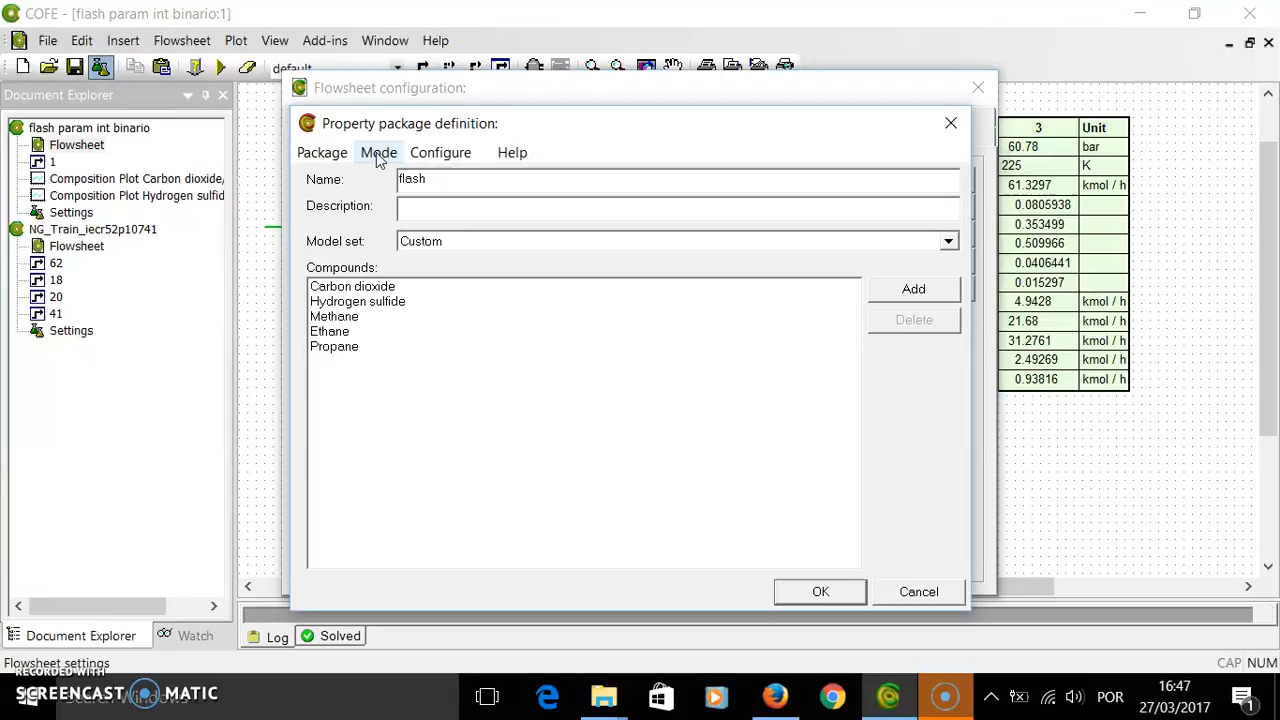 COFE - [flash param int binario:1]
File Edit Insert Flowsheet Plot View Add-ins Window Help
default
Document Explorer
flash param int binario
Flowsheet
1
Composition Plot Carbon dioxide,
Composition Plot Hydrogen sulfid
Settings
NG_Train_iecr52p10741
Flowsheet
62
18
20
41
Settings
Document Explorer
Watch
Flowsheet configuration:
Property package definition:
Package Mode Configure Help
Name: flash
Description:
Model set: Custom
Compounds:
Carbon dioxide
Hydrogen sulfide
Methane
Ethane
Propane
Add
Delete
OK
Cancel
3 Unit
60.78 bar
225 K
61.3297 kmol / h
0.0805938
0.353499
0.509966
0.0406441
0.015297
4.9428 kmol / h
21.68 kmol / h
31.2761 kmol / h
2.49269 kmol / h
0.93816 kmol / h
Log
Solved
Flowsheet settings
CAP NUM
RECORDED WITH
SCREENCAST MATIC
Search Windows
POR
16:47
27/03/2017
1